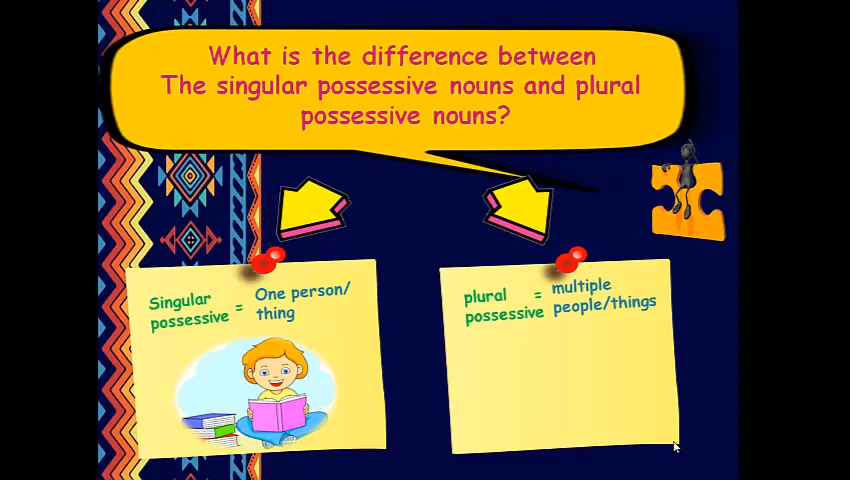 What is the difference between
The singular possessive nouns and plural
possessive nouns?
Singular possessive = One person/ thing
plural possessive = multiple people/things